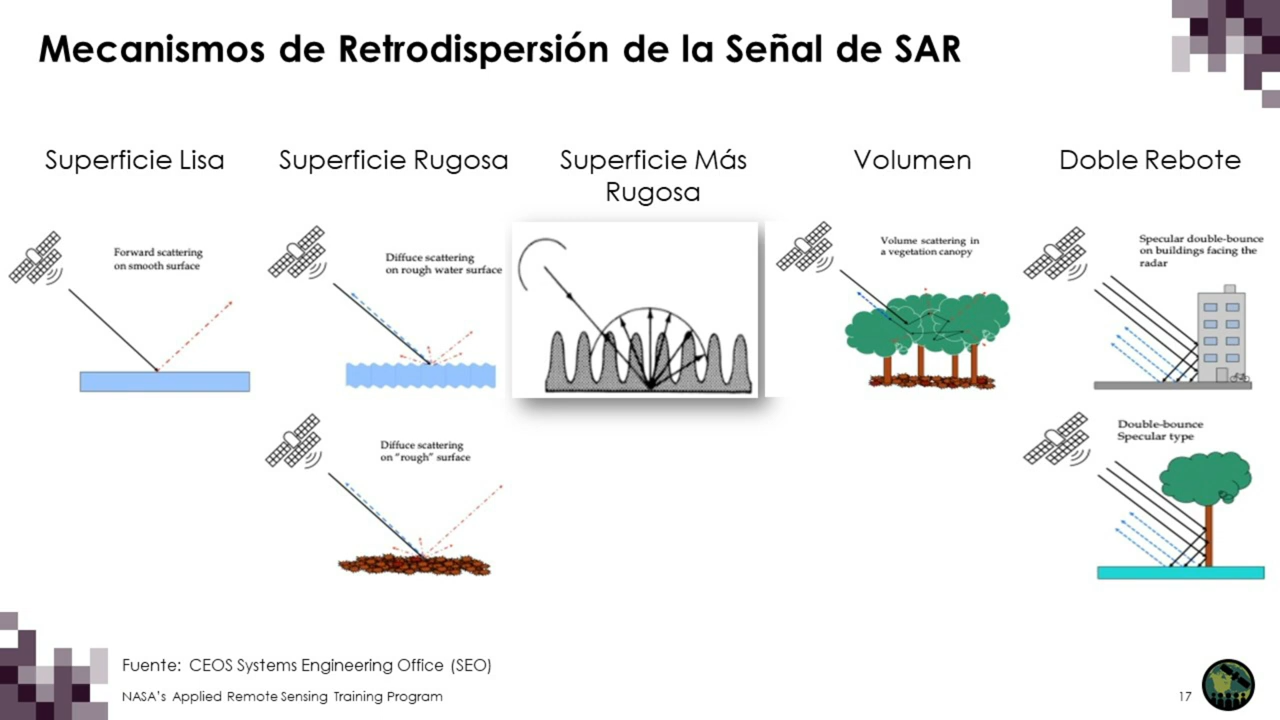 Mecanismos de Retrodispersión de la Señal de SAR
Superficie Lisa
Superficie Rugosa
Superficie Más
Rugosa
Volumen
Doble Rebote
Forward scattering
on smooth surface
Diffuce scattering
on rough water surface
Volume scattering in
a vegetation canopy
Specular double-bounce
on buildings facing the
radar
Diffuce scattering
on "rough" surface
Double-bounce
Specular type
Fuente: CEOS Systems Engineering Office (SEO)
NASA's Applied Remote Sensing Training Program
17